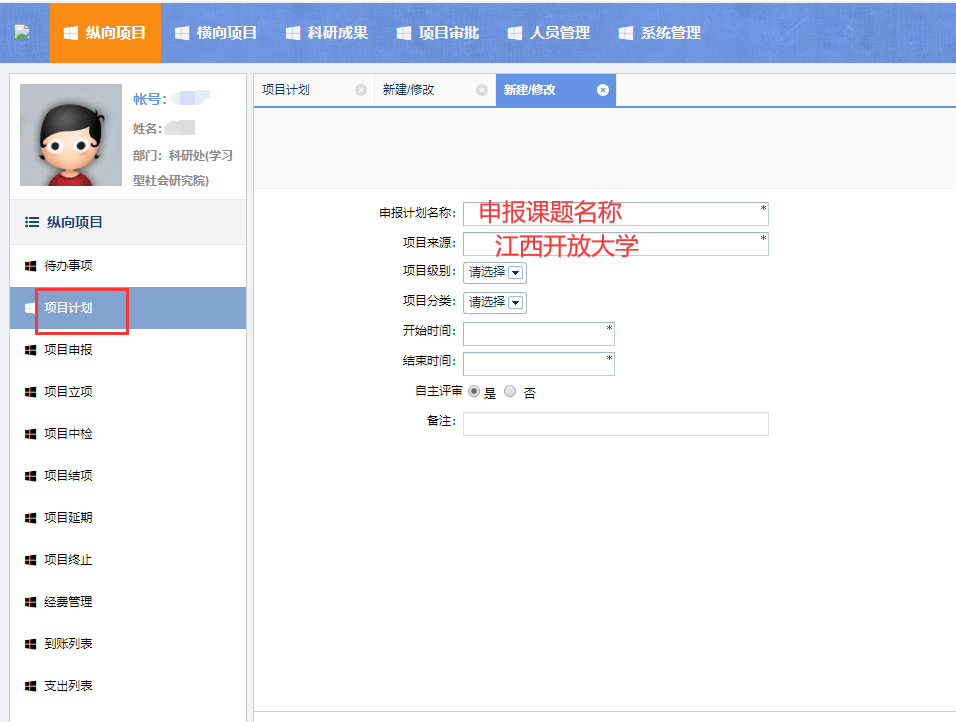 纵向项目 横向项目 科研成果 项目审批 人员管理 系统管理
帐号:
姓名:
部门: 科研处(学习
型社会研究院)
纵向项目
待办事项
项目计划
项目申报
项目立项
项目中检
项目结项
项目延期
项目终止
经费管理
到账列表
支出列表
项目计划 新建/修改 新建/修改
申报计划名称: 申报课题名称 *
项目来源: 江西开放大学 *
项目级别: 请选择
项目分类: 请选择
开始时间: *
结束时间: *
自主评审 是 否
备注: